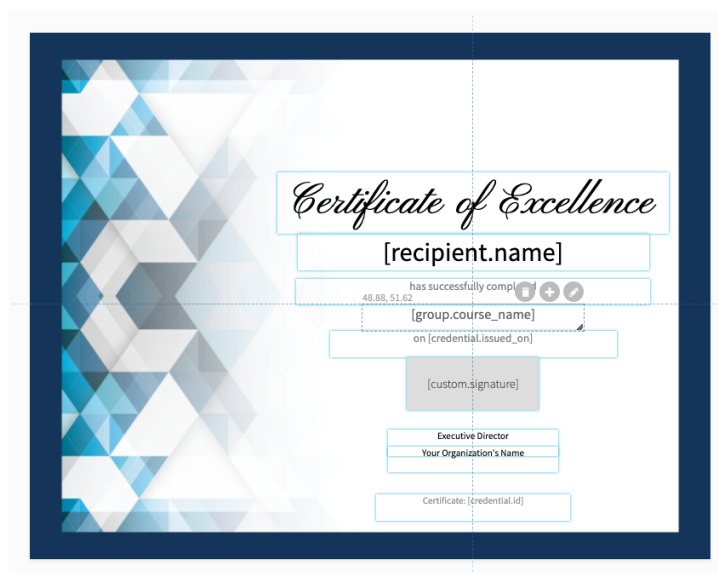 Certificate of Excellence
[recipient.name]
has successfully compl d
48.88, 51.62
[group.course_name]
on [credential.issued_on]
[custom.signature]
Executive Director
Your Organization's Name
Certificate: [credential.id]